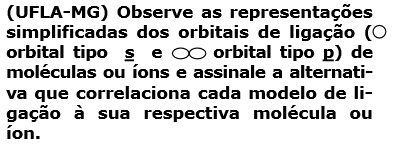 (UFLA-MG) Observe as representações
simplificadas dos orbitais de ligação (
orbital tipo s e orbital tipo p) de
moléculas ou íons e assinale a alternati-
va que correlaciona cada modelo de li-
gação à sua respectiva molécula ou
íon.